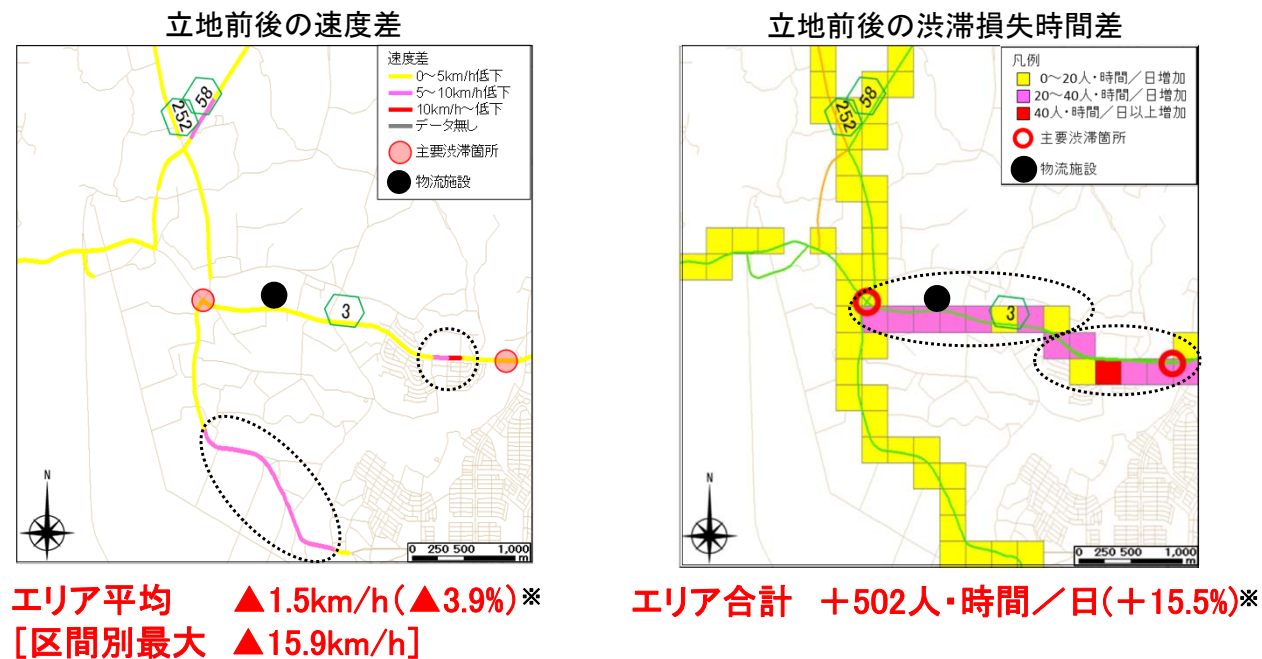 立地前後の速度差
速度差
0～5km/h低下
5～10km/h低下
10km/h～低下
データ無し
主要渋滞箇所
物流施設
58
252
3
N
0 250 500 1,000
m
エリア平均 ▲1.5km/h（▲3.9%）※
［区間別最大 ▲15.9km/h］
立地前後の渋滞損失時間差
凡例
0～20人・時間／日増加
20～40人・時間／日増加
40人・時間／日以上増加
主要渋滞箇所
物流施設
58
252
3
N
0 250 500 1,000
m
エリア合計 ＋502人・時間／日（＋15.5%）※